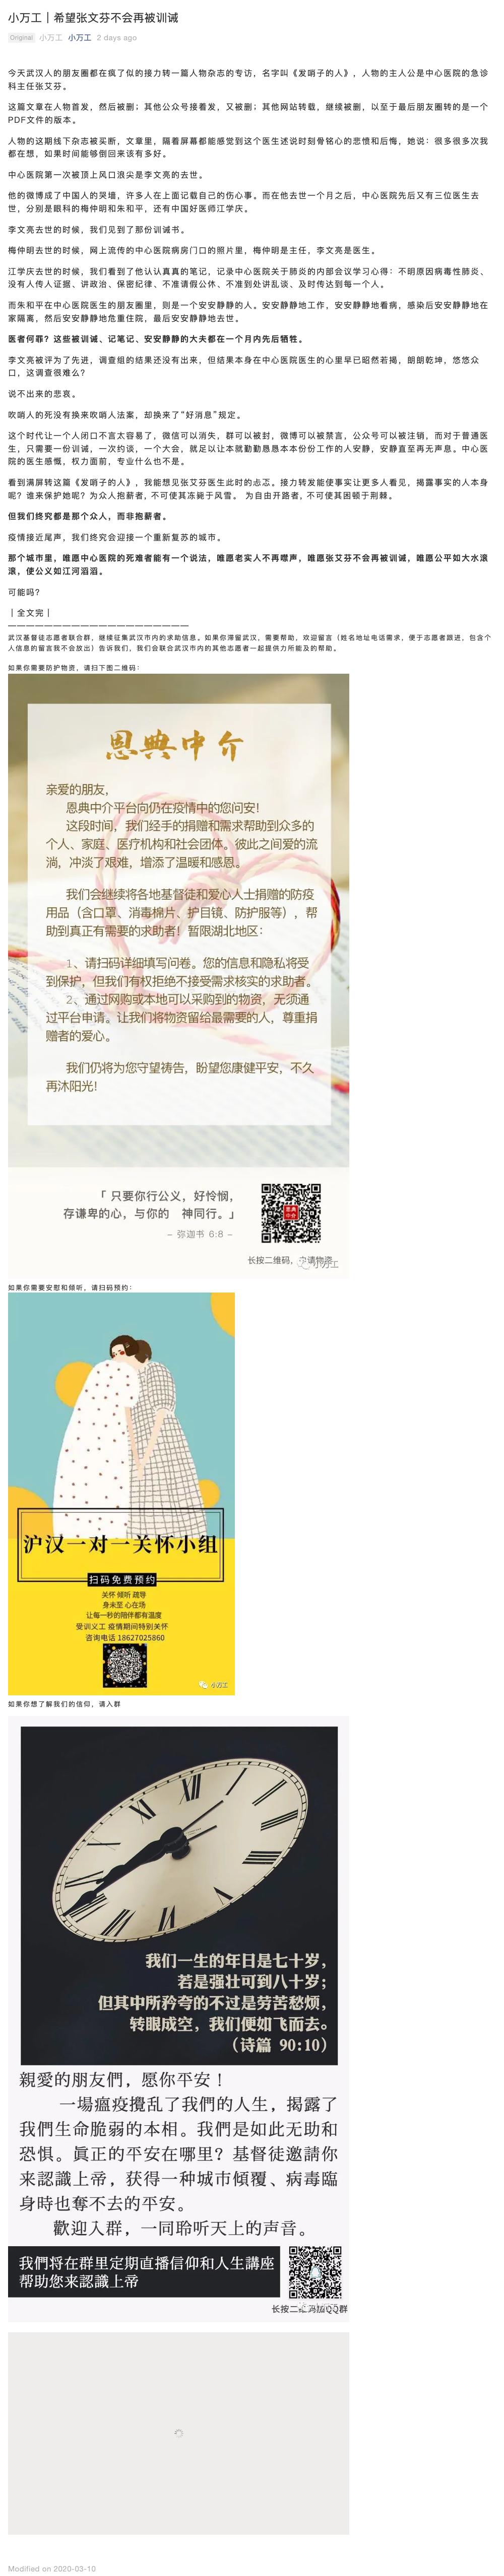 小万工｜希望张文芬不会再被训诫
Original 小万工 小万工 2 days ago
今天武汉人的朋友圈都在疯了似的接力转一篇人物杂志的专访，名字叫《发哨子的人》，人物的主人公是中心医院的急诊
科主任张艾芬。
这篇文章在人物首发，然后被删；其他公众号接着发，又被删；其他网站转载，继续被删，以至于最后朋友圈转的是一个
PDF文件的版本。
人物的这期线下杂志被买断，文章里，隔着屏幕都能感觉到这个医生述说时刻骨铭心的悲愤和后悔，她说：很多很多次我
都在想，如果时间能够倒回来该有多好。
中心医院第一次被顶上风口浪尖是李文亮的去世。
他的微博成了中国人的哭墙，许多人在上面记载自己的伤心事。而在他去世一个月之后，中心医院先后又有三位医生去
世，分别是眼科的梅仲明和朱和平，还有中国好医师江学庆。
李文亮去世的时候，我们见到了那份训诫书。
梅仲明去世的时候，网上流传的中心医院病房门口的照片里，梅仲明是主任，李文亮是医生。
江学庆去世的时候，我们看到了他认认真真的笔记，记录中心医院关于肺炎的内部会议学习心得：不明原因病毒性肺炎、
没有人传人证据、讲政治、保密纪律、不准请假公休、不准到处讲乱谈、及时传达到每一个人。
而朱和平在中心医院医生的朋友圈里，则是一个安安静静的人。安安静静地工作，安安静静地看病，感染后安安静静地在
家隔离，然后安安静静地危重住院，最后安安静静地去世。
医者何罪？这些被训诫、记笔记、安安静静的大夫都在一个月内先后牺牲。
李文亮被评为了先进，调查组的结果还没有出来，但结果本身在中心医院医生的心里早已昭然若揭，朗朗乾坤，悠悠众
口，这调查很难么？
说不出来的悲哀。
吹哨人的死没有换来吹哨人法案，却换来了“好消息”规定。
这个时代让一个人闭口不言太容易了，微信可以消失，群可以被封，微博可以被禁言，公众号可以被注销，而对于普通医
生，只需要一份训诫，一次约谈，一个大会，就足以让本就勤勤恳恳本本份份工作的人安静，安静直至再无声息。中心医
院的医生感慨，权力面前，专业什么也不是。
看到满屏转这篇《发哨子的人》，我能想见张文芬医生此时的忐忑。接力转发能使事实让更多人看见，揭露事实的人本身
呢？谁来保护她呢？为众人抱薪者，不可使其冻毙于风雪。 为自由开路者，不可使其困顿于荆棘。
但我们终究都是那个众人，而非抱薪者。
疫情接近尾声，我们终究会迎接一个重新复苏的城市。
那个城市里，唯愿中心医院的死难者能有一个说法，唯愿老实人不再噤声，唯愿张艾芬不会再被训诫，唯愿公平如大水滚
滚，使公义如江河滔滔。
可能吗？
｜全文完｜
————————————————————
武汉基督徒志愿者联合群，继续征集武汉市内的求助信息。如果你滞留武汉，需要帮助，欢迎留言（姓名地址电话需求，便于志愿者跟进，包含个
人信息的留言我不会放出）告诉我们，我们会联合武汉市内的其他志愿者一起提供力所能及的帮助。
如果你需要防护物资，请扫下图二维码：
恩典中介
亲爱的朋友，
恩典中介平台向仍在疫情中的您问安！
这段时间，我们经手的捐赠和需求帮助到众多的
个人、家庭、医疗机构和社会团体。彼此之间爱的流
淌，冲淡了艰难，增添了温暖和感恩。
我们会继续将各地基督徒和爱心人士捐赠的防疫
用品（含口罩、消毒棉片、护目镜、防护服等），帮
助到真正有需要的求助者！暂限湖北地区：
1、请扫码详细填写问卷。您的信息和隐私将受
到保护，但我们有权拒绝不接受需求核实的求助者。
2、通过网购或本地可以采购到的物资，无须通
过平台申请。让我们将物资留给最需要的人，尊重捐
赠者的爱心。
我们仍将为您守望祷告，盼望您康健平安，不久
再沐阳光！
「 只要你行公义，好怜悯，
存谦卑的心，与你的　神同行。」
– 弥迦书 6:8 –
长按二维码，申请物资
小万工
如果你需要安慰和倾听，请扫码预约：
沪汉一对一关怀小组
扫码免费预约
关怀 倾听 疏导
身未至 心在场
让每一秒的陪伴都有温度
受训义工 疫情期间特别关怀
咨询电话 18627025860
小万工
如果你想了解我们的信仰，请入群
我们一生的年日是七十岁，
若是强壮可到八十岁；
但其中所矜夸的不过是劳苦愁烦，
转眼成空，我们便如飞而去。
（诗篇 90:10）
親愛的朋友們，愿你平安！
一場瘟疫攪乱了我們的人生，揭露了
我們生命脆弱的本相。我們是如此无助和
恐惧。眞正的平安在哪里？基督徒邀請你
来認識上帝，获得一种城市傾覆、病毒臨
身時也奪不去的平安。
歡迎入群，一同聆听天上的声音。
我們将在群里定期直播信仰和人生講座
帮助您来認識上帝
长按二维码加QQ群
Modified on 2020-03-10